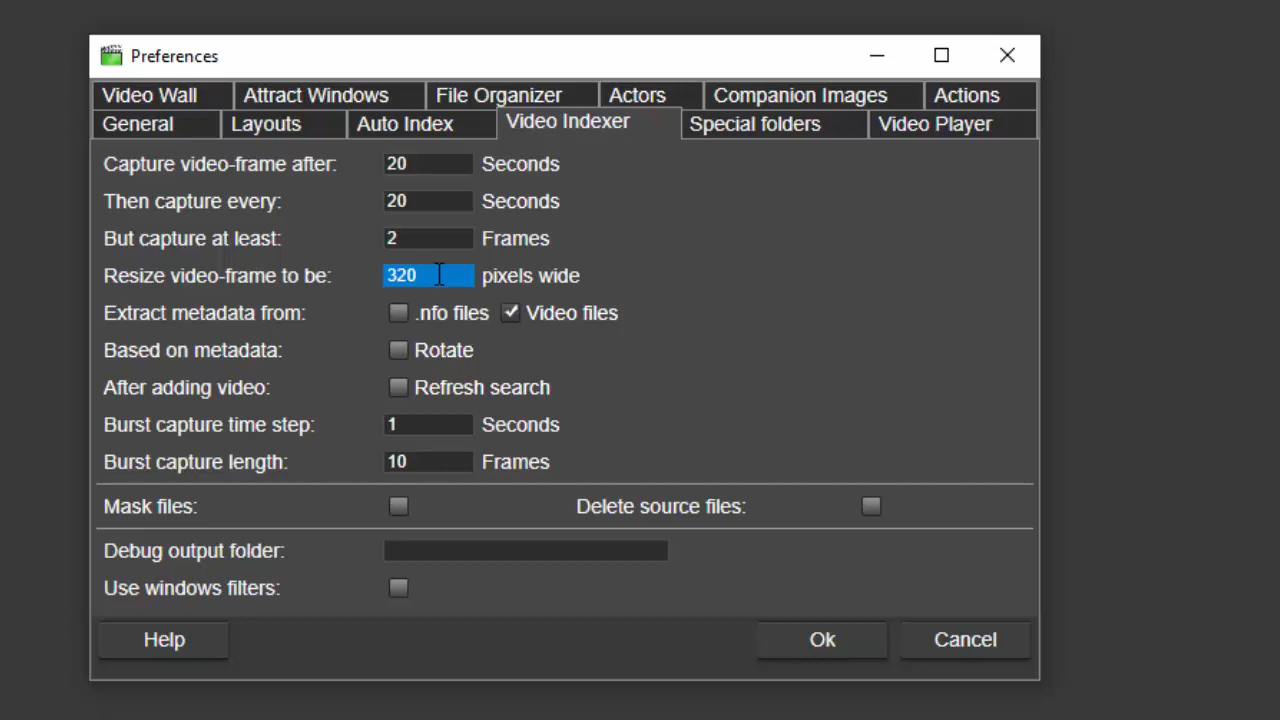 Preferences
Video Wall Attract Windows File Organizer Actors Companion Images Actions
General Layouts Auto Index Video Indexer Special folders Video Player
Capture video-frame after: 20 Seconds
Then capture every: 20 Seconds
But capture at least: 2 Frames
Resize video-frame to be: 320 pixels wide
Extract metadata from: .nfo files Video files
Based on metadata: Rotate
After adding video: Refresh search
Burst capture time step: 1 Seconds
Burst capture length: 10 Frames
Mask files: Delete source files:
Debug output folder:
Use windows filters:
Help Ok Cancel